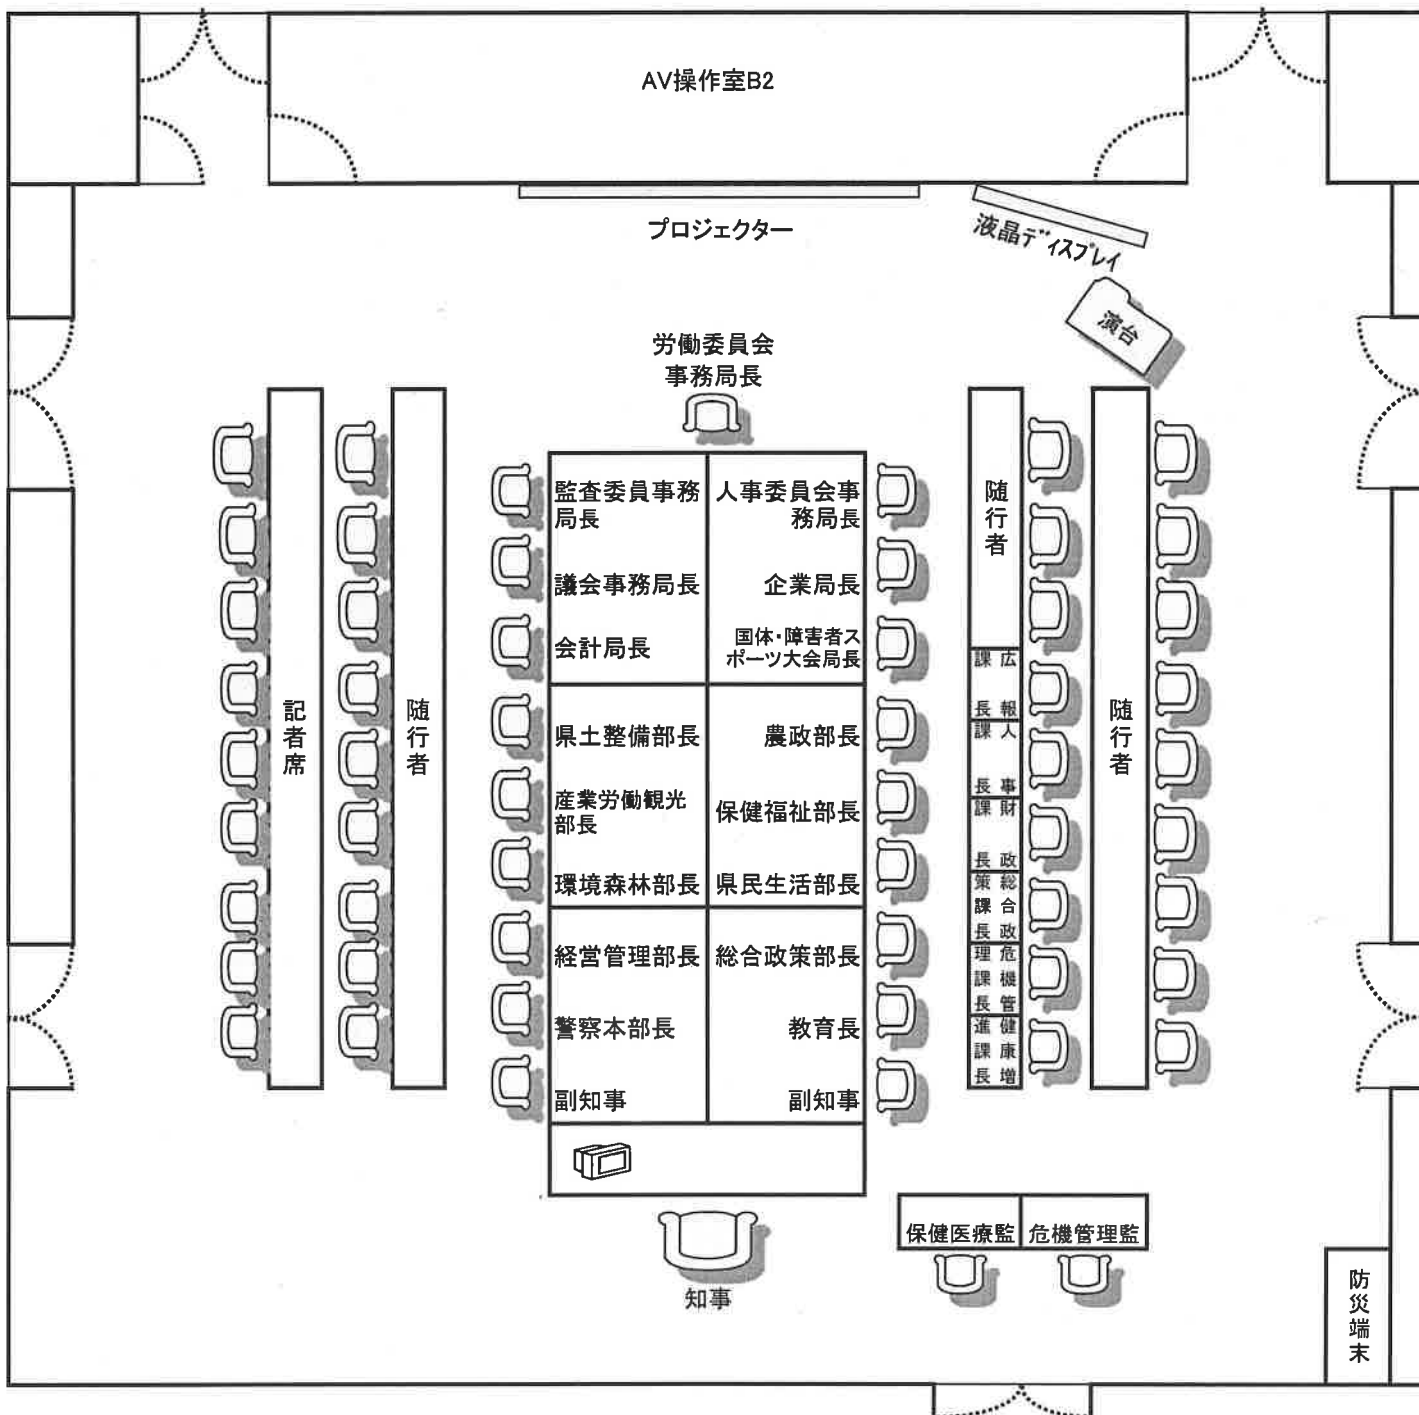 AV操作室B2
プロジェクター
液晶ディスプレイ
演台
労働委員会
事務局長
監査委員事務
局長
人事委員会事
務局長
議会事務局長
企業局長
会計局長
国体・障害者ス
ポーツ大会局長
県土整備部長
農政部長
産業労働観光
部長
保健福祉部長
環境森林部長
県民生活部長
経営管理部長
総合政策部長
警察本部長
教育長
副知事
副知事
知事
記者席
随行者
随行者
広報
課長
人事
課長
財政
課長
総合政
策課長
危機管
理課長
健康増
進課長
随行者
保健医療監
危機管理監
防災端末